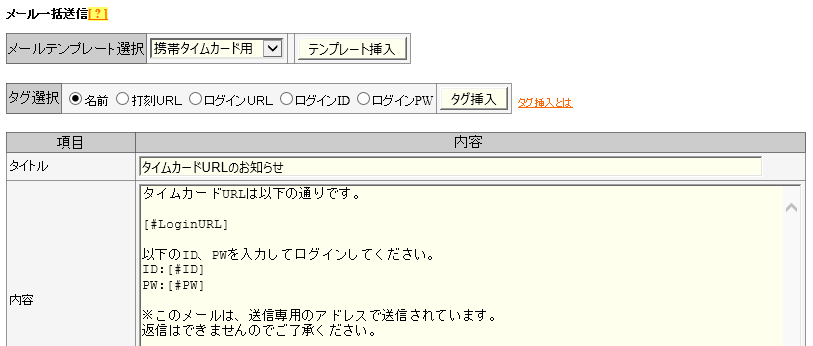 メール一括送信[?]
メールテンプレート選択 携帯タイムカード用 テンプレート挿入
タグ選択 名前 打刻URL ログインURL ログインID ログインPW タグ挿入 タグ挿入とは
項目 内容
タイトル タイムカードURLのお知らせ
内容
タイムカードURLは以下の通りです。
[#LoginURL]
以下のID、PWを入力してログインしてください。
ID:[#ID]
PW:[#PW]
※このメールは、送信専用のアドレスで送信されています。
返信はできませんのでご了承ください。